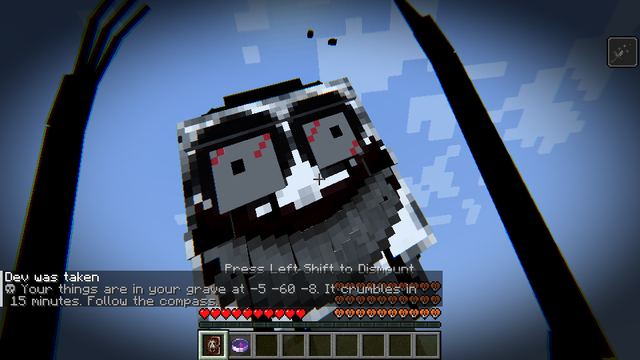 Press Left Shift to Dismount
Dev was taken
☠ Your things are in your grave at -5 -60 -8. It crumbles in
15 minutes. Follow the compass.